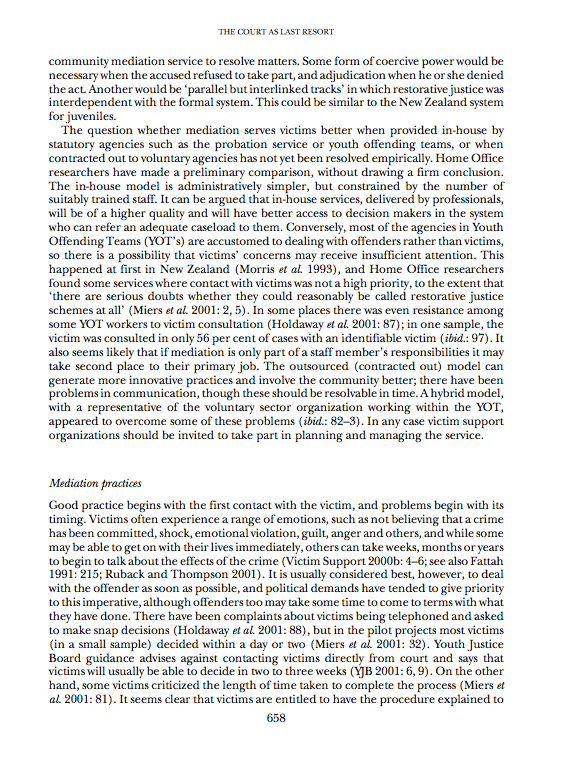 THE COURT AS LAST RESORT
community mediation service to resolve matters. Some form of coercive power would be
necessary when the accused refused to take part, and adjudication when he or she denied
the act. Another would be ‘parallel but interlinked tracks’ in which restorative justice was
interdependent with the formal system. This could be similar to the New Zealand system
for juveniles.
The question whether mediation serves victims better when provided in-house by
statutory agencies such as the probation service or youth offending teams, or when
contracted out to voluntary agencies has not yet been resolved empirically. Home Office
researchers have made a preliminary comparison, without drawing a firm conclusion.
The in-house model is administratively simpler, but constrained by the number of
suitably trained staff. It can be argued that in-house services, delivered by professionals,
will be of a higher quality and will have better access to decision makers in the system
who can refer an adequate caseload to them. Conversely, most of the agencies in Youth
Offending Teams (YOT’s) are accustomed to dealing with offenders rather than victims,
so there is a possibility that victims’ concerns may receive insufficient attention. This
happened at first in New Zealand (Morris et al. 1993), and Home Office researchers
found some services where contact with victims was not a high priority, to the extent that
‘there are serious doubts whether they could reasonably be called restorative justice
schemes at all’ (Miers et al. 2001: 2, 5). In some places there was even resistance among
some YOT workers to victim consultation (Holdaway et al. 2001: 87); in one sample, the
victim was consulted in only 56 per cent of cases with an identifiable victim (ibid.: 97). It
also seems likely that if mediation is only part of a staff member’s responsibilities it may
take second place to their primary job. The outsourced (contracted out) model can
generate more innovative practices and involve the community better; there have been
problems in communication, though these should be resolvable in time. A hybrid model,
with a representative of the voluntary sector organization working within the YOT,
appeared to overcome some of these problems (ibid.: 82–3). In any case victim support
organizations should be invited to take part in planning and managing the service.
Mediation practices
Good practice begins with the first contact with the victim, and problems begin with its
timing. Victims often experience a range of emotions, such as not believing that a crime
has been committed, shock, emotional violation, guilt, anger and others, and while some
may be able to get on with their lives immediately, others can take weeks, months or years
to begin to talk about the effects of the crime (Victim Support 2000b: 4–6; see also Fattah
1991: 215; Ruback and Thompson 2001). It is usually considered best, however, to deal
with the offender as soon as possible, and political demands have tended to give priority
to this imperative, although offenders too may take some time to come to terms with what
they have done. There have been complaints about victims being telephoned and asked
to make snap decisions (Holdaway et al. 2001: 88), but in the pilot projects most victims
(in a small sample) decided within a day or two (Miers et al. 2001: 32). Youth Justice
Board guidance advises against contacting victims directly from court and says that
victims will usually be able to decide in two to three weeks (YJB 2001: 6, 9). On the other
hand, some victims criticized the length of time taken to complete the process (Miers et
al. 2001: 81). It seems clear that victims are entitled to have the procedure explained to
658